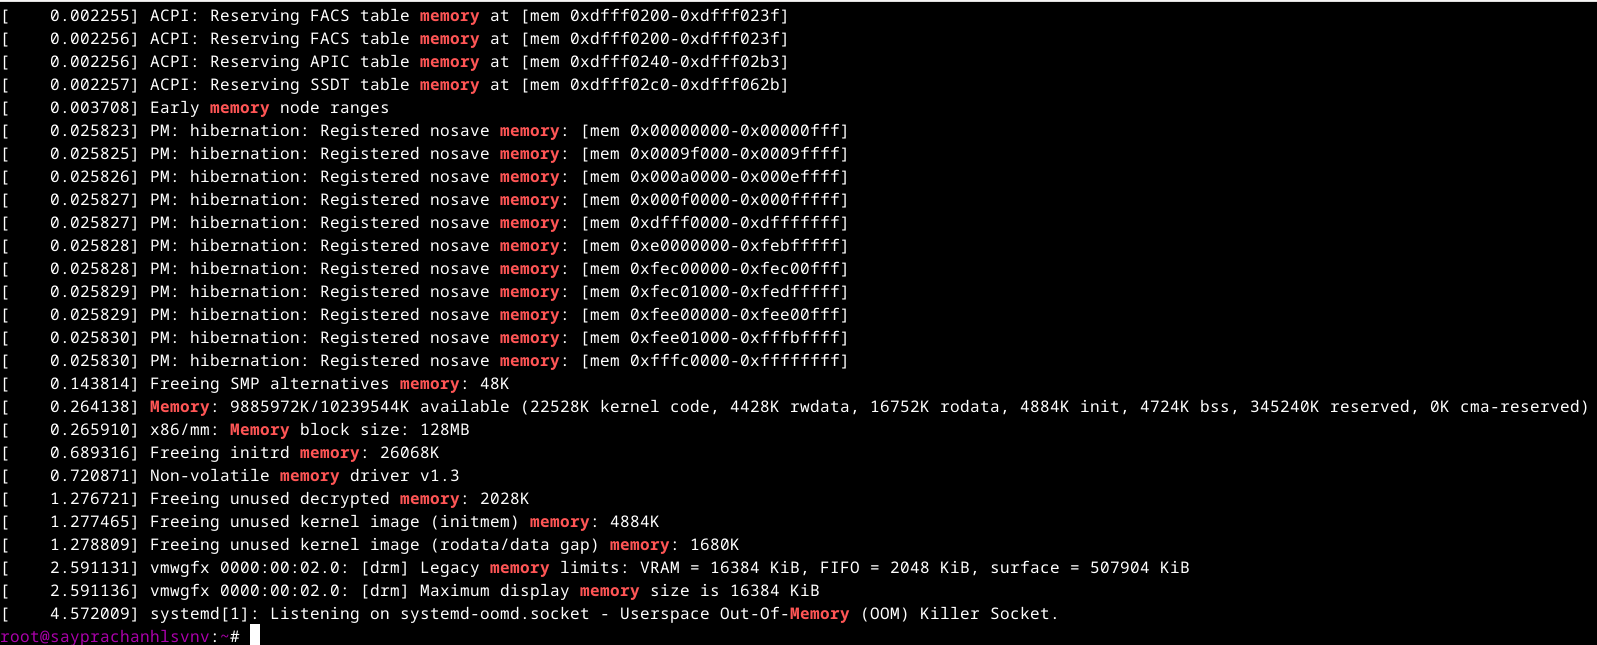 [    0.002255] ACPI: Reserving FACS table memory at [mem 0xdfff0200-0xdfff023f]
[    0.002256] ACPI: Reserving FACS table memory at [mem 0xdfff0200-0xdfff023f]
[    0.002256] ACPI: Reserving APIC table memory at [mem 0xdfff0240-0xdfff02b3]
[    0.002257] ACPI: Reserving SSDT table memory at [mem 0xdfff02c0-0xdfff062b]
[    0.003708] Early memory node ranges
[    0.025823] PM: hibernation: Registered nosave memory: [mem 0x00000000-0x00000fff]
[    0.025825] PM: hibernation: Registered nosave memory: [mem 0x0009f000-0x0009ffff]
[    0.025826] PM: hibernation: Registered nosave memory: [mem 0x000a0000-0x000effff]
[    0.025827] PM: hibernation: Registered nosave memory: [mem 0x000f0000-0x000fffff]
[    0.025827] PM: hibernation: Registered nosave memory: [mem 0xdfff0000-0xdfffffff]
[    0.025828] PM: hibernation: Registered nosave memory: [mem 0xe0000000-0xfebfffff]
[    0.025828] PM: hibernation: Registered nosave memory: [mem 0xfec00000-0xfec00fff]
[    0.025829] PM: hibernation: Registered nosave memory: [mem 0xfec01000-0xfedfffff]
[    0.025829] PM: hibernation: Registered nosave memory: [mem 0xfee00000-0xfee00fff]
[    0.025830] PM: hibernation: Registered nosave memory: [mem 0xfee01000-0xfffbffff]
[    0.025830] PM: hibernation: Registered nosave memory: [mem 0xfffc0000-0xffffffff]
[    0.143814] Freeing SMP alternatives memory: 48K
[    0.264138] Memory: 9885972K/10239544K available (22528K kernel code, 4428K rwdata, 16752K rodata, 4884K init, 4724K bss, 345240K reserved, 0K cma-reserved)
[    0.265910] x86/mm: Memory block size: 128MB
[    0.689316] Freeing initrd memory: 26068K
[    0.720871] Non-volatile memory driver v1.3
[    1.276721] Freeing unused decrypted memory: 2028K
[    1.277465] Freeing unused kernel image (initmem) memory: 4884K
[    1.278809] Freeing unused kernel image (rodata/data gap) memory: 1680K
[    2.591131] vmwgfx 0000:00:02.0: [drm] Legacy memory limits: VRAM = 16384 KiB, FIFO = 2048 KiB, surface = 507904 KiB
[    2.591136] vmwgfx 0000:00:02.0: [drm] Maximum display memory size is 16384 KiB
[    4.572009] systemd[1]: Listening on systemd-oomd.socket - Userspace Out-Of-Memory (OOM) Killer Socket.
root@sayprachanhlsvnv:~#